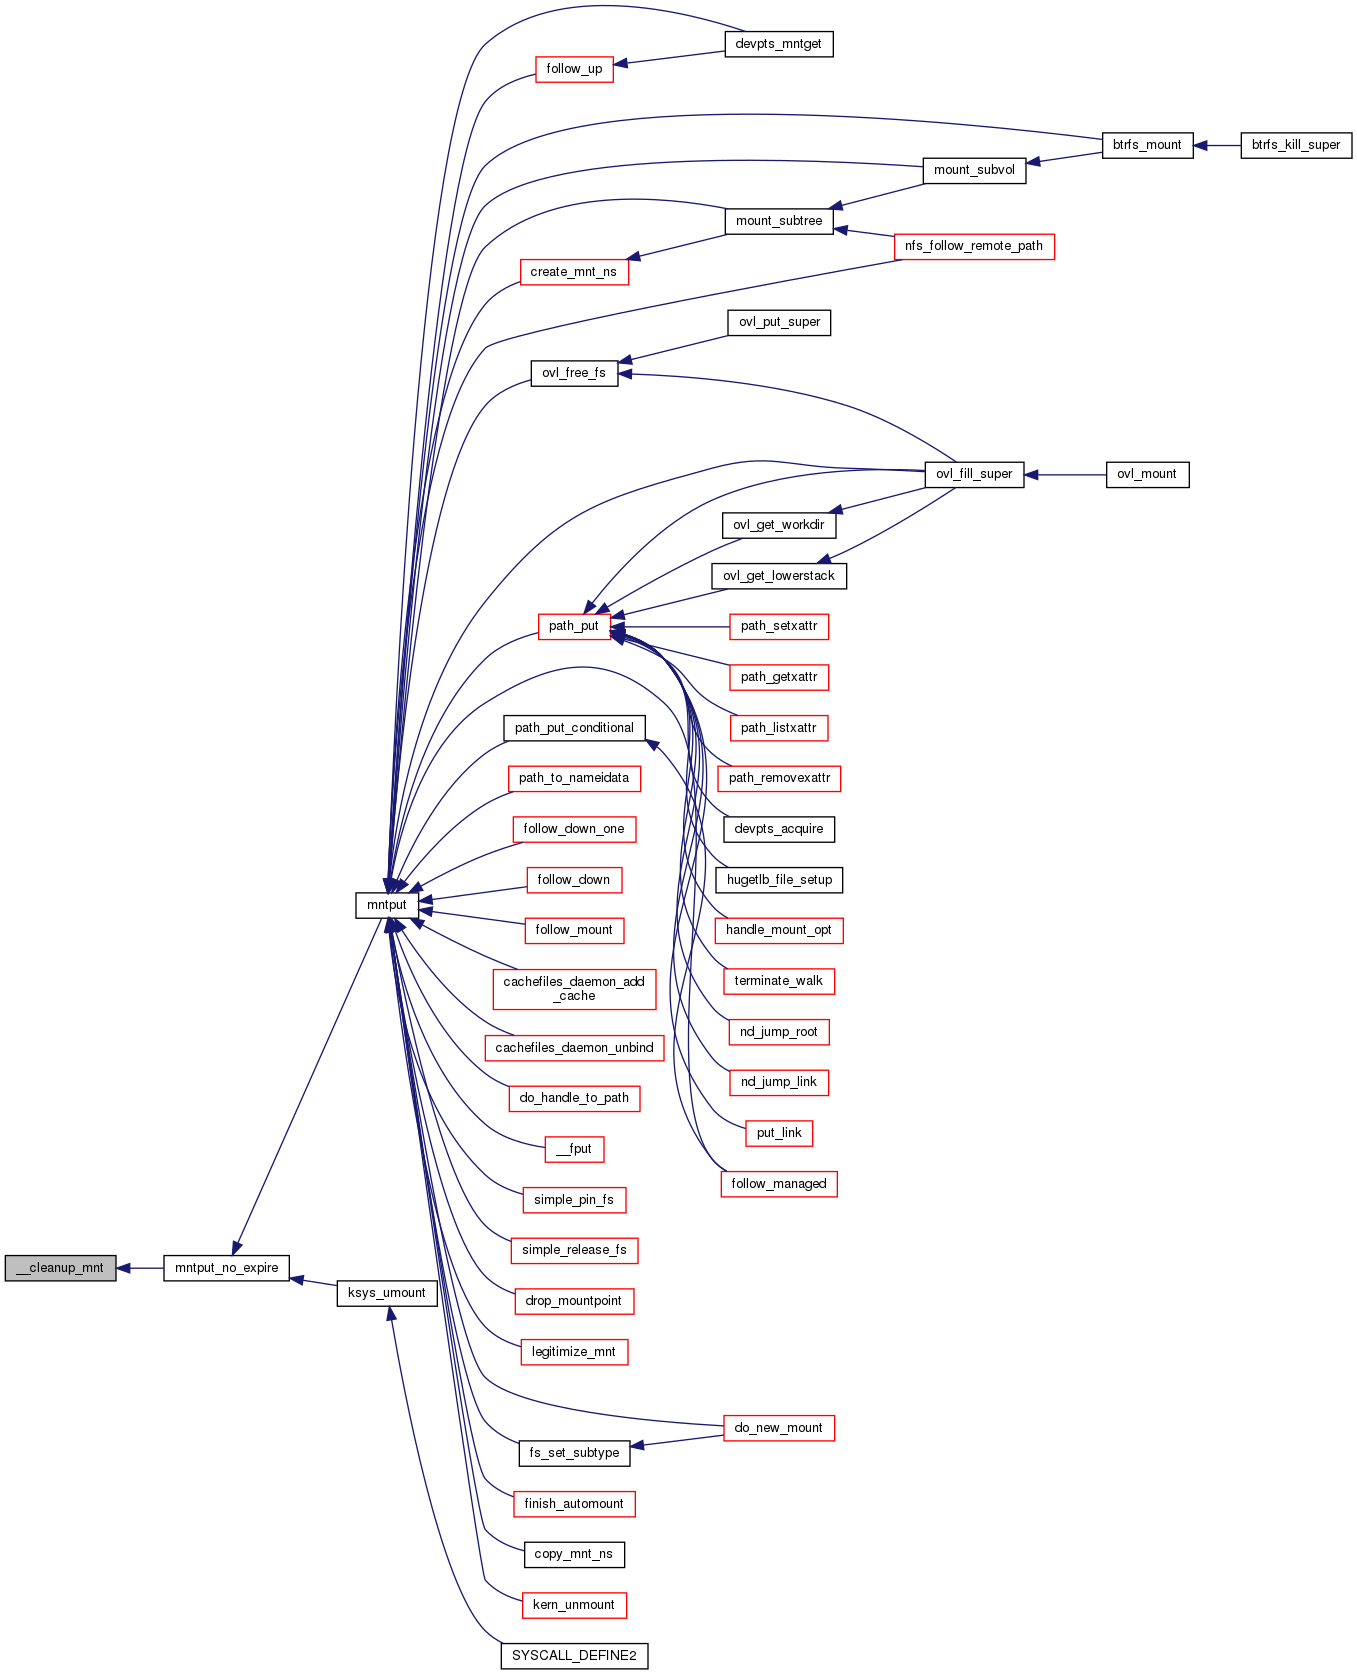 devpts_mntget
follow_up
btrfs_mount
btrfs_kill_super
mount_subvol
mount_subtree
nfs_follow_remote_path
create_mnt_ns
ovl_put_super
ovl_free_fs
ovl_fill_super
ovl_mount
ovl_get_workdir
ovl_get_lowerstack
path_put
path_setxattr
path_getxattr
path_put_conditional
path_listxattr
path_to_nameidata
path_removexattr
follow_down_one
devpts_acquire
follow_down
hugetlb_file_setup
mntput
follow_mount
handle_mount_opt
cachefiles_daemon_add
_cache
terminate_walk
nd_jump_root
cachefiles_daemon_unbind
nd_jump_link
do_handle_to_path
put_link
__fput
follow_managed
simple_pin_fs
simple_release_fs
__cleanup_mnt
mntput_no_expire
ksys_umount
drop_mountpoint
legitimize_mnt
do_new_mount
fs_set_subtype
finish_automount
copy_mnt_ns
kern_unmount
SYSCALL_DEFINE2